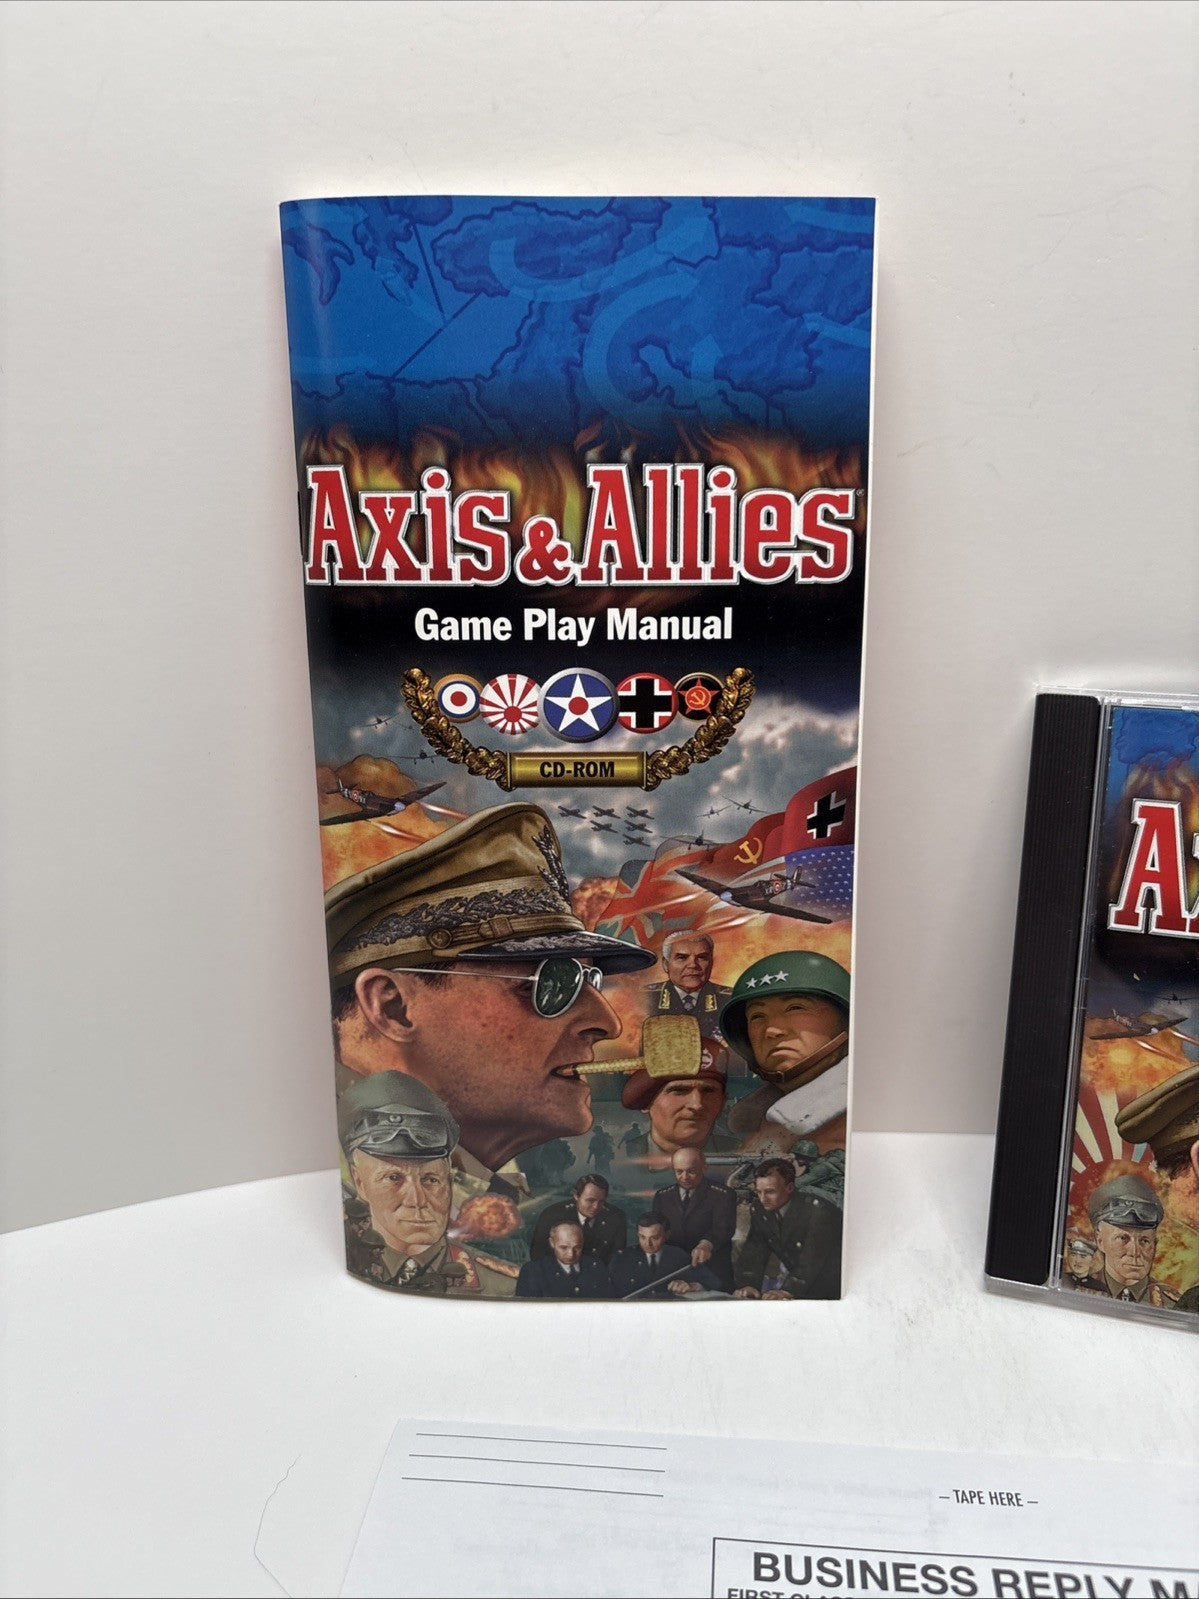 Axis & Allies®
Game Play Manual
CD-ROM
– TAPE HERE –
BUSINESS REPLY